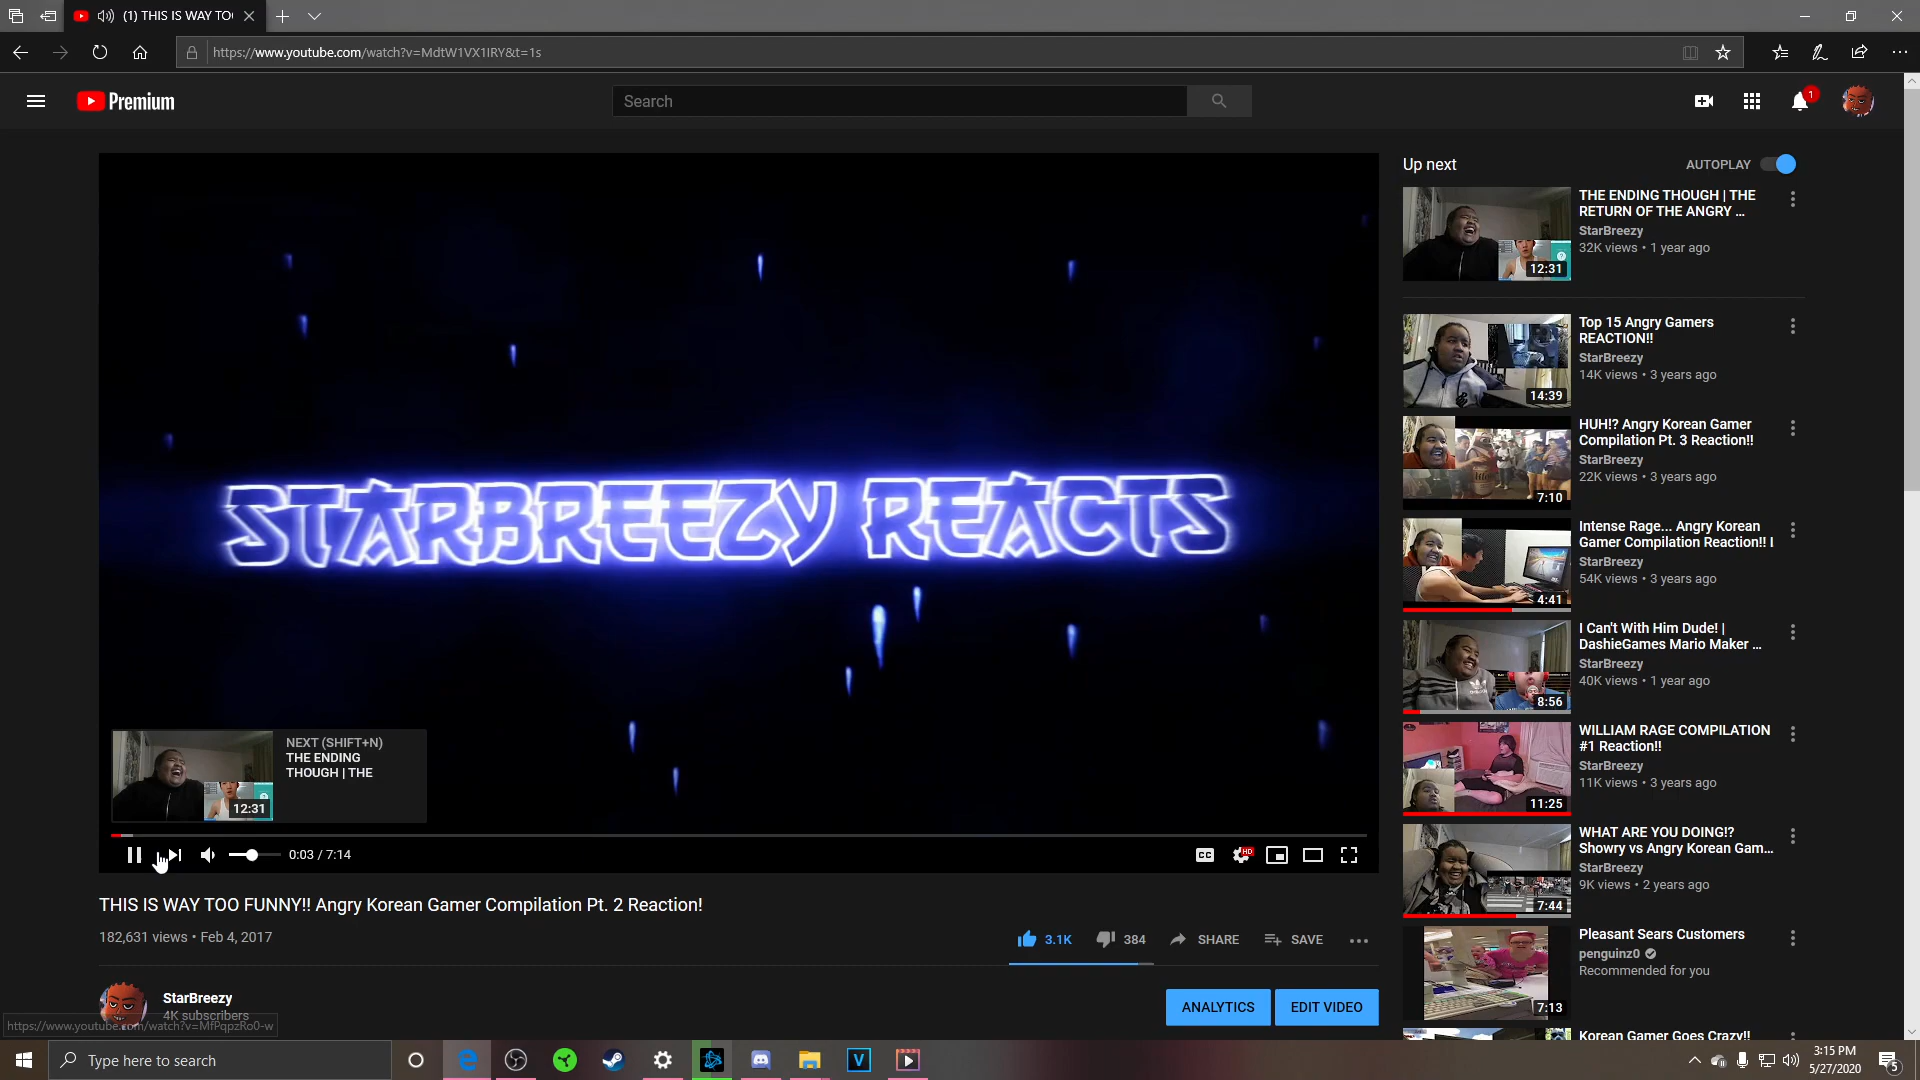 (1) THIS IS WAY TO
https://www.youtube.com/watch?v=MdtW1VX1IRY&t=1s
Premium
Search
1
STARBREEZY REACTS
NEXT (SHIFT+N)
THE ENDING
THOUGH | THE
12:31
0:03 / 7:14
CC
HD
THIS IS WAY TOO FUNNY!! Angry Korean Gamer Compilation Pt. 2 Reaction!
182,631 views • Feb 4, 2017
3.1K
384
SHARE
SAVE
StarBreezy
4K subscribers
ANALYTICS
EDIT VIDEO
https://www.youtube.com/watch?v=MfPqpzRo0-w
Up next
AUTOPLAY
THE ENDING THOUGH | THE
RETURN OF THE ANGRY ...
StarBreezy
32K views • 1 year ago
12:31
Top 15 Angry Gamers
REACTION!!
StarBreezy
14K views • 3 years ago
14:39
HUH!? Angry Korean Gamer
Compilation Pt. 3 Reaction!!
StarBreezy
22K views • 3 years ago
7:10
Intense Rage... Angry Korean
Gamer Compilation Reaction!! I
StarBreezy
54K views • 3 years ago
4:41
I Can't With Him Dude! |
DashieGames Mario Maker ...
StarBreezy
40K views • 1 year ago
8:56
WILLIAM RAGE COMPILATION
#1 Reaction!!
StarBreezy
11K views • 3 years ago
11:25
WHAT ARE YOU DOING!?
Showry vs Angry Korean Gam...
StarBreezy
9K views • 2 years ago
7:44
Pleasant Sears Customers
penguinz0
Recommended for you
7:13
Korean Gamer Goes Crazy!!
Type here to search
V
3:15 PM
5/27/2020
5